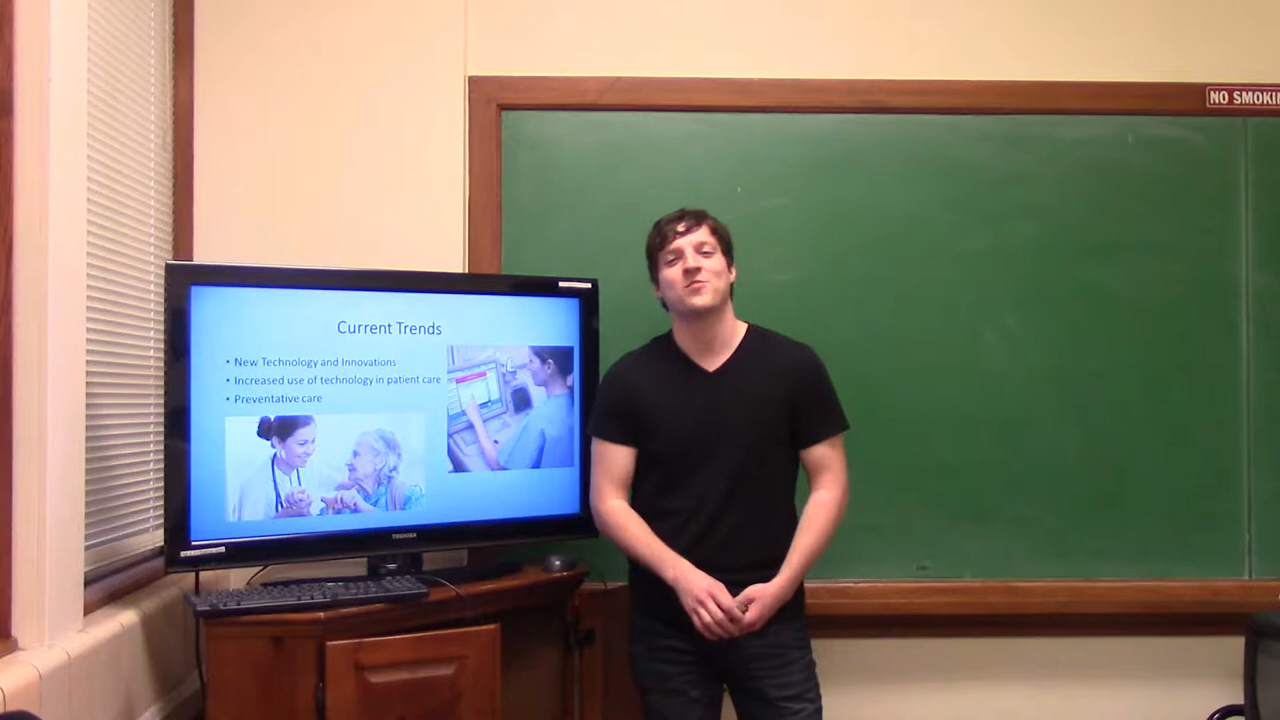 NO SMOKIN
Current Trends
• New Technology and Innovations
• Increased use of technology in patient care
• Preventative care
TOSHIBA